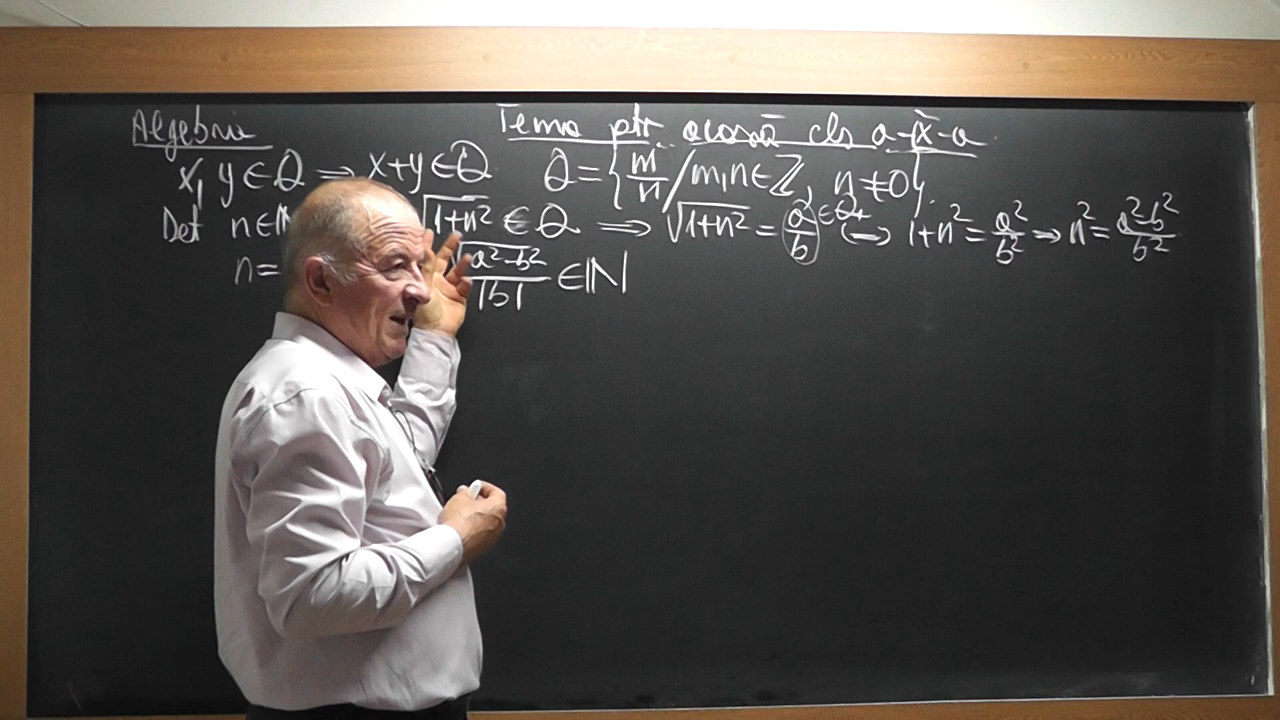 Algebra
Tema ptr acasă cls a-X-a
x, y ∈ Q ⇒ x+y ∈ Q   Q = {m/n / m, n ∈ Z, n ≠ 0}.
Det n ∈ N √(1+n²) ∈ Q ⇒ √(1+n²) = a/b ∈ Q₊ ⇔ 1+n² = a²/b² ⇒ n² = (a²-b²)/b²
n = √(a²-b²)/|b| ∈ N